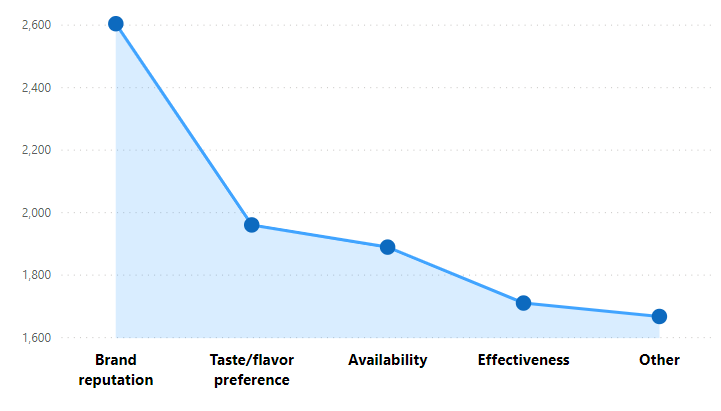 2,600
2,400
2,200
2,000
1,800
1,600
Brand
reputation
Taste/flavor
preference
Availability
Effectiveness
Other